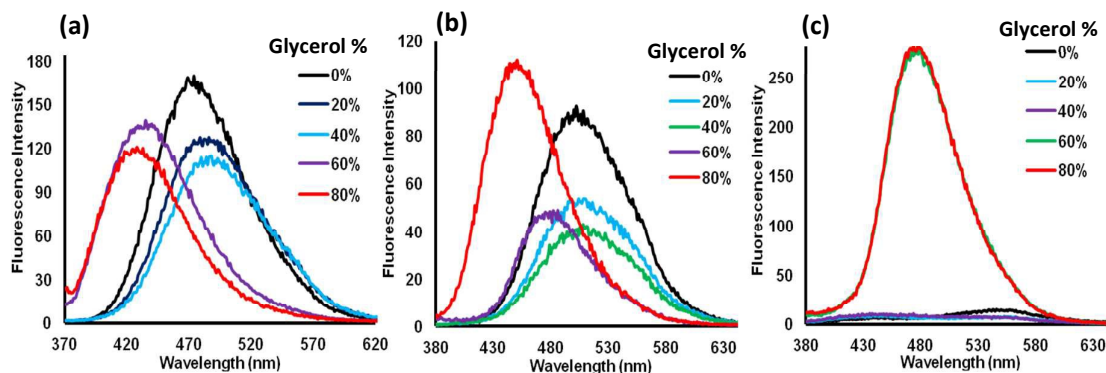 (a)
Glycerol %
0%
20%
40%
60%
80%
180
150
120
90
60
30
0
Fluorescence Intensity
370 420 470 520 570 620
Wavelength (nm)
(b)
Glycerol %
0%
20%
40%
60%
80%
120
100
80
60
40
20
0
Fluorescence Intensity
380 430 480 530 580 630
Wavelength (nm)
(c)
Glycerol %
0%
20%
40%
60%
80%
250
200
150
100
50
0
Fluorescence Intensity
380 430 480 530 580 630
Wavelength (nm)